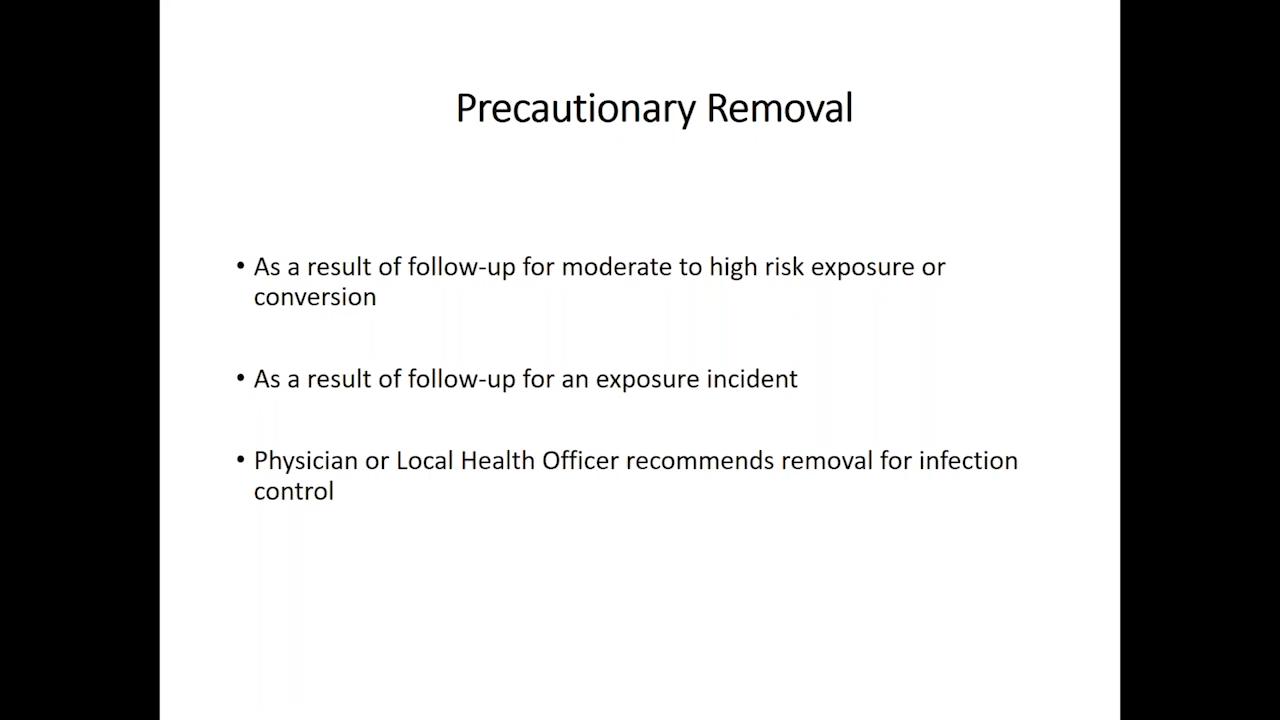 Precautionary Removal
• As a result of follow-up for moderate to high risk exposure or
conversion
• As a result of follow-up for an exposure incident
• Physician or Local Health Officer recommends removal for infection
control